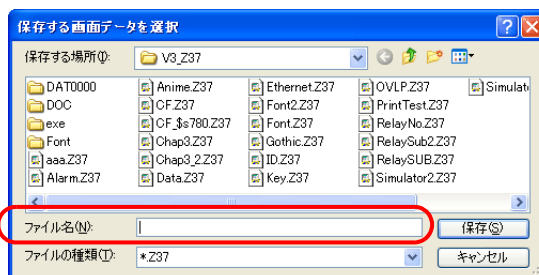 保存する画面データを選択
保存する場所(I): V3_Z37
DAT0000 Anime.Z37 Ethernet.Z37 OVLP.Z37 Simulat
DOC CF.Z37 Font2.Z37 PrintTest.Z37
exe CF_$s780.Z37 Font.Z37 RelayNo.Z37
Font Chap3.Z37 Gothic.Z37 RelaySub2.Z37
aaa.Z37 Chap3_2.Z37 ID.Z37 RelaySUB.Z37
Alarm.Z37 Data.Z37 Key.Z37 Simulator2.Z37
ファイル名(N): 保存(S)
ファイルの種類(T): *.Z37 キャンセル